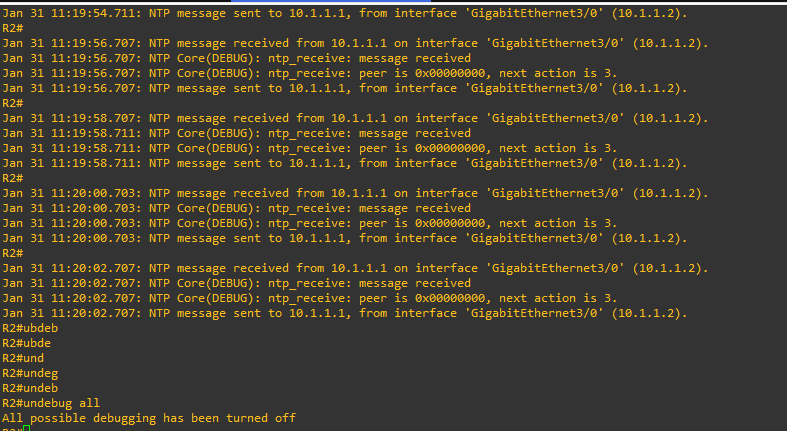 Jan 31 11:19:54.711: NTP message sent to 10.1.1.1, from interface 'GigabitEthernet3/0' (10.1.1.2).
R2#
Jan 31 11:19:56.707: NTP message received from 10.1.1.1 on interface 'GigabitEthernet3/0' (10.1.1.2).
Jan 31 11:19:56.707: NTP Core(DEBUG): ntp_receive: message received
Jan 31 11:19:56.707: NTP Core(DEBUG): ntp_receive: peer is 0x00000000, next action is 3.
Jan 31 11:19:56.707: NTP message sent to 10.1.1.1, from interface 'GigabitEthernet3/0' (10.1.1.2).
R2#
Jan 31 11:19:58.707: NTP message received from 10.1.1.1 on interface 'GigabitEthernet3/0' (10.1.1.2).
Jan 31 11:19:58.711: NTP Core(DEBUG): ntp_receive: message received
Jan 31 11:19:58.711: NTP Core(DEBUG): ntp_receive: peer is 0x00000000, next action is 3.
Jan 31 11:19:58.711: NTP message sent to 10.1.1.1, from interface 'GigabitEthernet3/0' (10.1.1.2).
R2#
Jan 31 11:20:00.703: NTP message received from 10.1.1.1 on interface 'GigabitEthernet3/0' (10.1.1.2).
Jan 31 11:20:00.703: NTP Core(DEBUG): ntp_receive: message received
Jan 31 11:20:00.703: NTP Core(DEBUG): ntp_receive: peer is 0x00000000, next action is 3.
Jan 31 11:20:00.703: NTP message sent to 10.1.1.1, from interface 'GigabitEthernet3/0' (10.1.1.2).
R2#
Jan 31 11:20:02.707: NTP message received from 10.1.1.1 on interface 'GigabitEthernet3/0' (10.1.1.2).
Jan 31 11:20:02.707: NTP Core(DEBUG): ntp_receive: message received
Jan 31 11:20:02.707: NTP Core(DEBUG): ntp_receive: peer is 0x00000000, next action is 3.
Jan 31 11:20:02.707: NTP message sent to 10.1.1.1, from interface 'GigabitEthernet3/0' (10.1.1.2).
R2#ubdeb
R2#ubde
R2#und
R2#undeg
R2#undeb
R2#undebug all
All possible debugging has been turned off
R2#